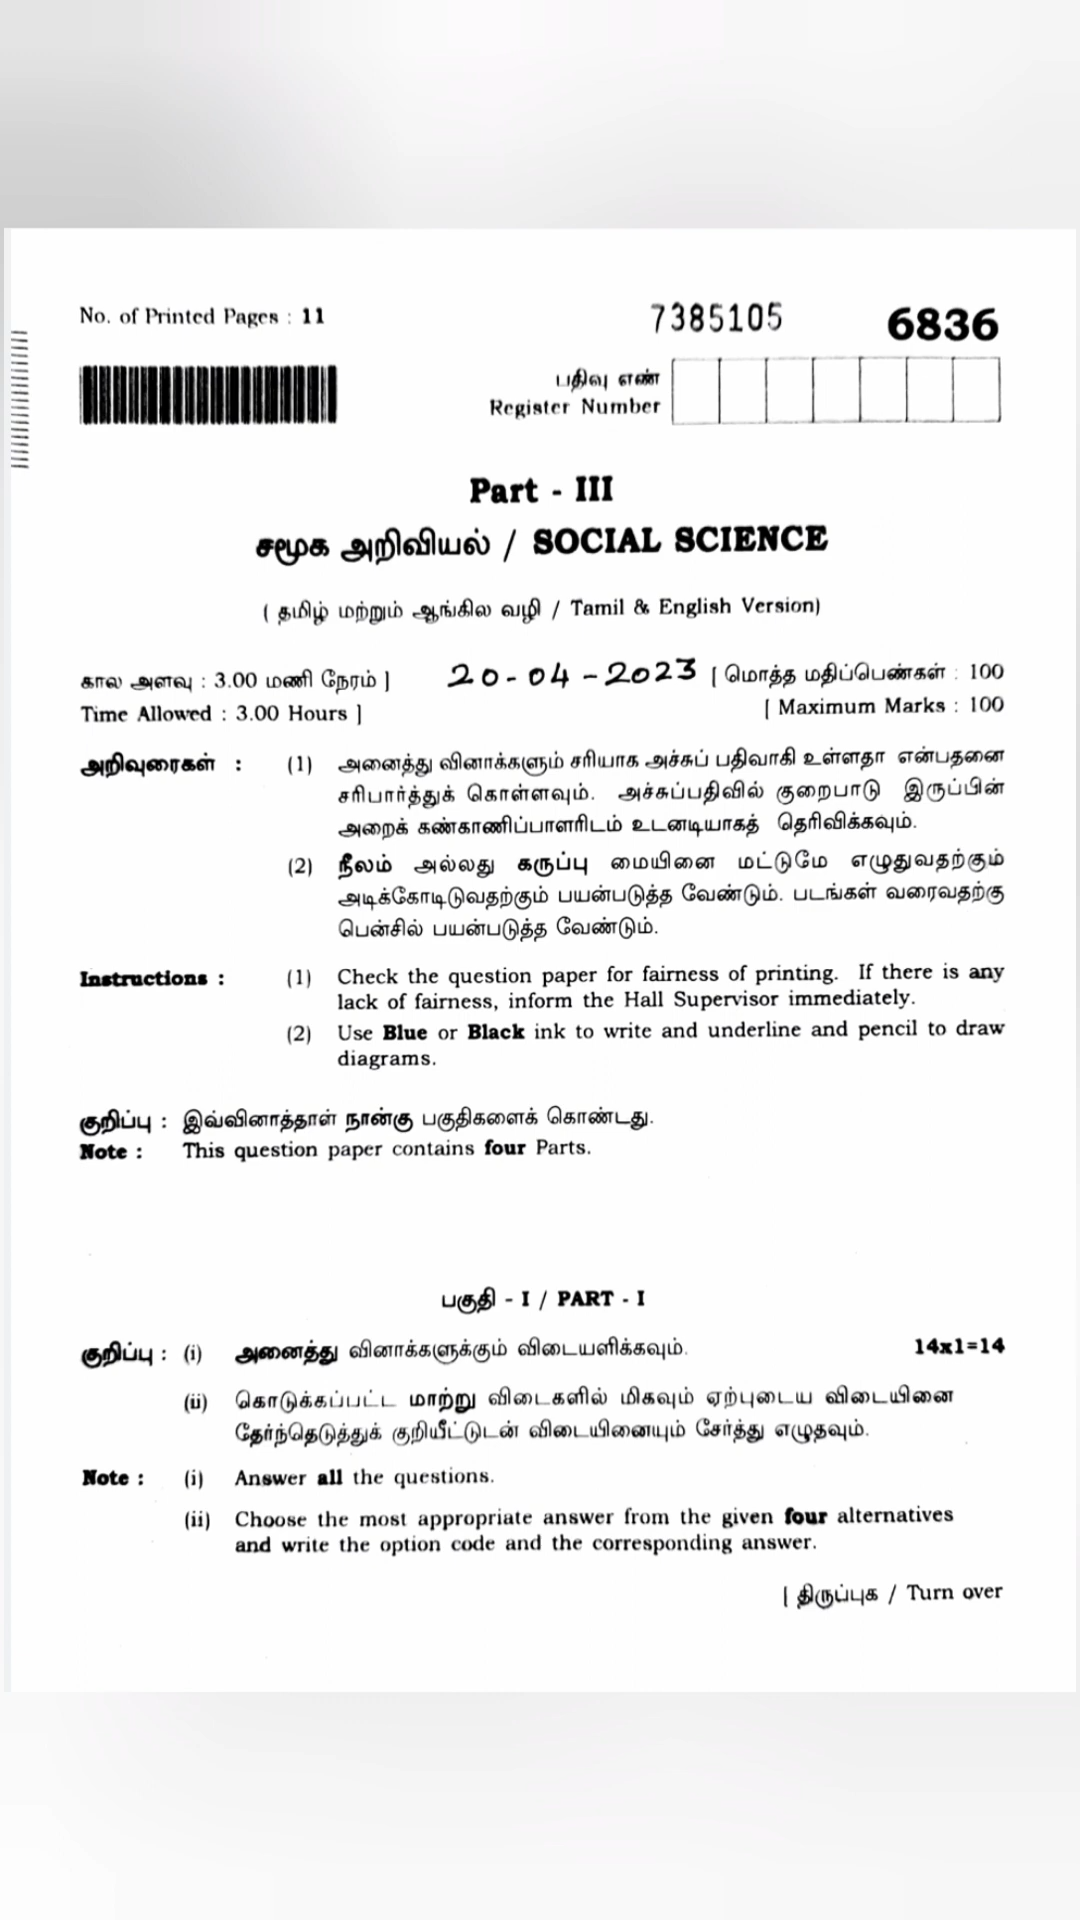 No. of Printed Pages : 11
7385105
6836
பதிவு எண்
Register Number
Part - III
சமூக அறிவியல் / SOCIAL SCIENCE
( தமிழ் மற்றும் ஆங்கில வழி / Tamil & English Version)
கால அளவு : 3.00 மணி நேரம் ] 20-04-2023 [ மொத்த மதிப்பெண்கள் : 100
Time Allowed : 3.00 Hours ] [ Maximum Marks : 100
அறிவுரைகள் : (1) அனைத்து வினாக்களும் சரியாக அச்சுப் பதிவாகி உள்ளதா என்பதனை
சரிபார்த்துக் கொள்ளவும். அச்சுப்பதிவில் குறைபாடு இருப்பின்
அறைக் கண்காணிப்பாளரிடம் உடனடியாகத் தெரிவிக்கவும்.
(2) நீலம் அல்லது கருப்பு மையினை மட்டுமே எழுதுவதற்கும்
அடிக்கோடிடுவதற்கும் பயன்படுத்த வேண்டும். படங்கள் வரைவதற்கு
பென்சில் பயன்படுத்த வேண்டும்.
Instructions : (1) Check the question paper for fairness of printing. If there is any
lack of fairness, inform the Hall Supervisor immediately.
(2) Use Blue or Black ink to write and underline and pencil to draw
diagrams.
குறிப்பு : இவ்வினாத்தாள் நான்கு பகுதிகளைக் கொண்டது.
Note : This question paper contains four Parts.
பகுதி - I / PART - I
குறிப்பு : (i) அனைத்து வினாக்களுக்கும் விடையளிக்கவும். 14x1=14
(ii) கொடுக்கப்பட்ட மாற்று விடைகளில் மிகவும் ஏற்புடைய விடையினை
தேர்ந்தெடுத்துக் குறியீட்டுடன் விடையினையும் சேர்த்து எழுதவும்.
Note : (i) Answer all the questions.
(ii) Choose the most appropriate answer from the given four alternatives
and write the option code and the corresponding answer.
[ திருப்புக / Turn over